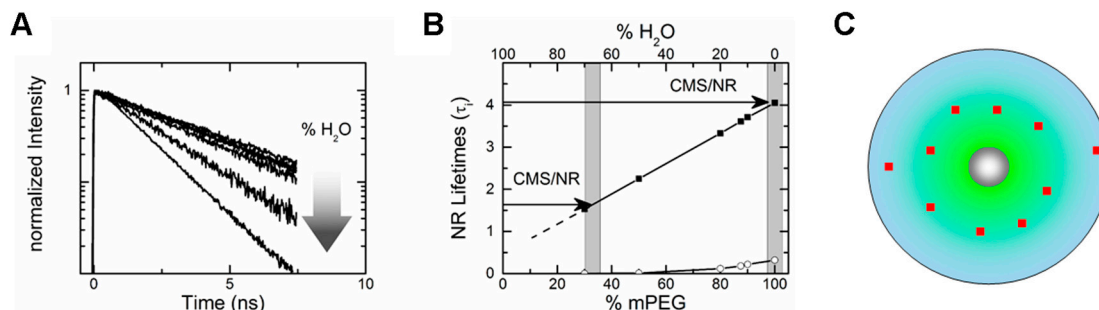 A
normalized Intensity
1
% H₂O
0
5
10
Time (ns)
B
% H₂O
100
80
60
40
20
0
NR Lifetimes (τᵢ)
4
3
2
1
0
CMS/NR
CMS/NR
0
20
40
60
80
100
% mPEG
C